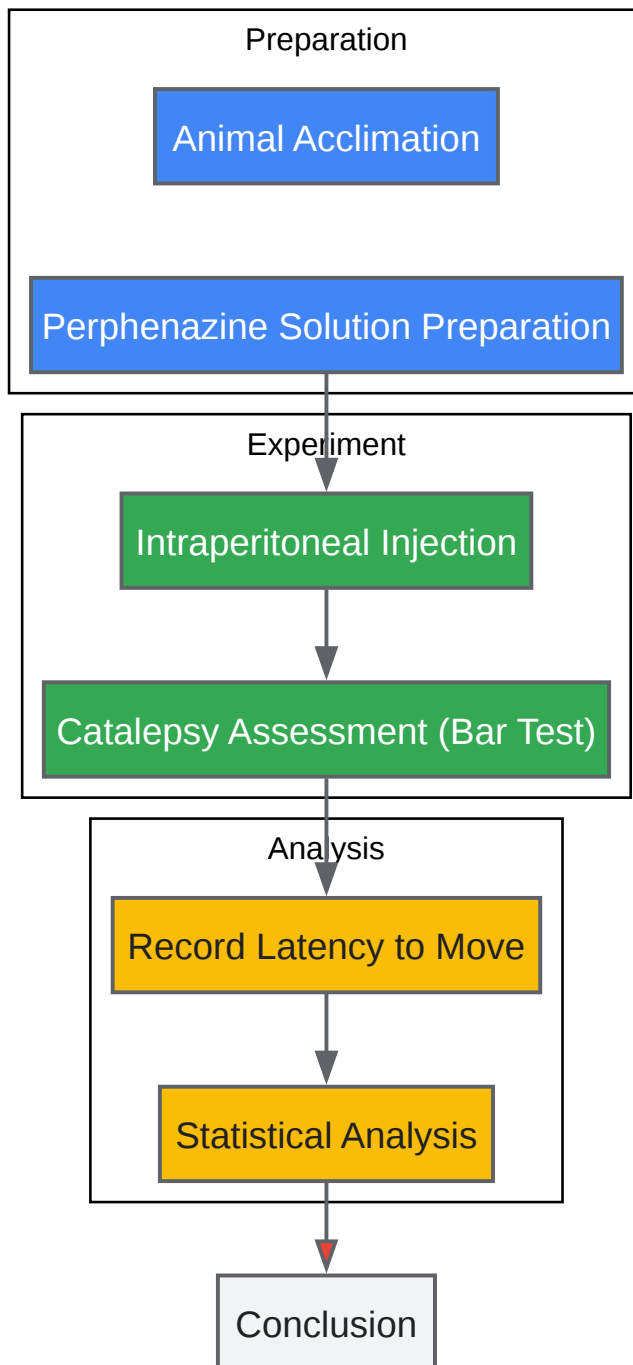 Preparation
Animal Acclimation
Perphenazine Solution Preparation
Experiment
Intraperitoneal Injection
Catalepsy Assessment (Bar Test)
Analysis
Record Latency to Move
Statistical Analysis
Conclusion